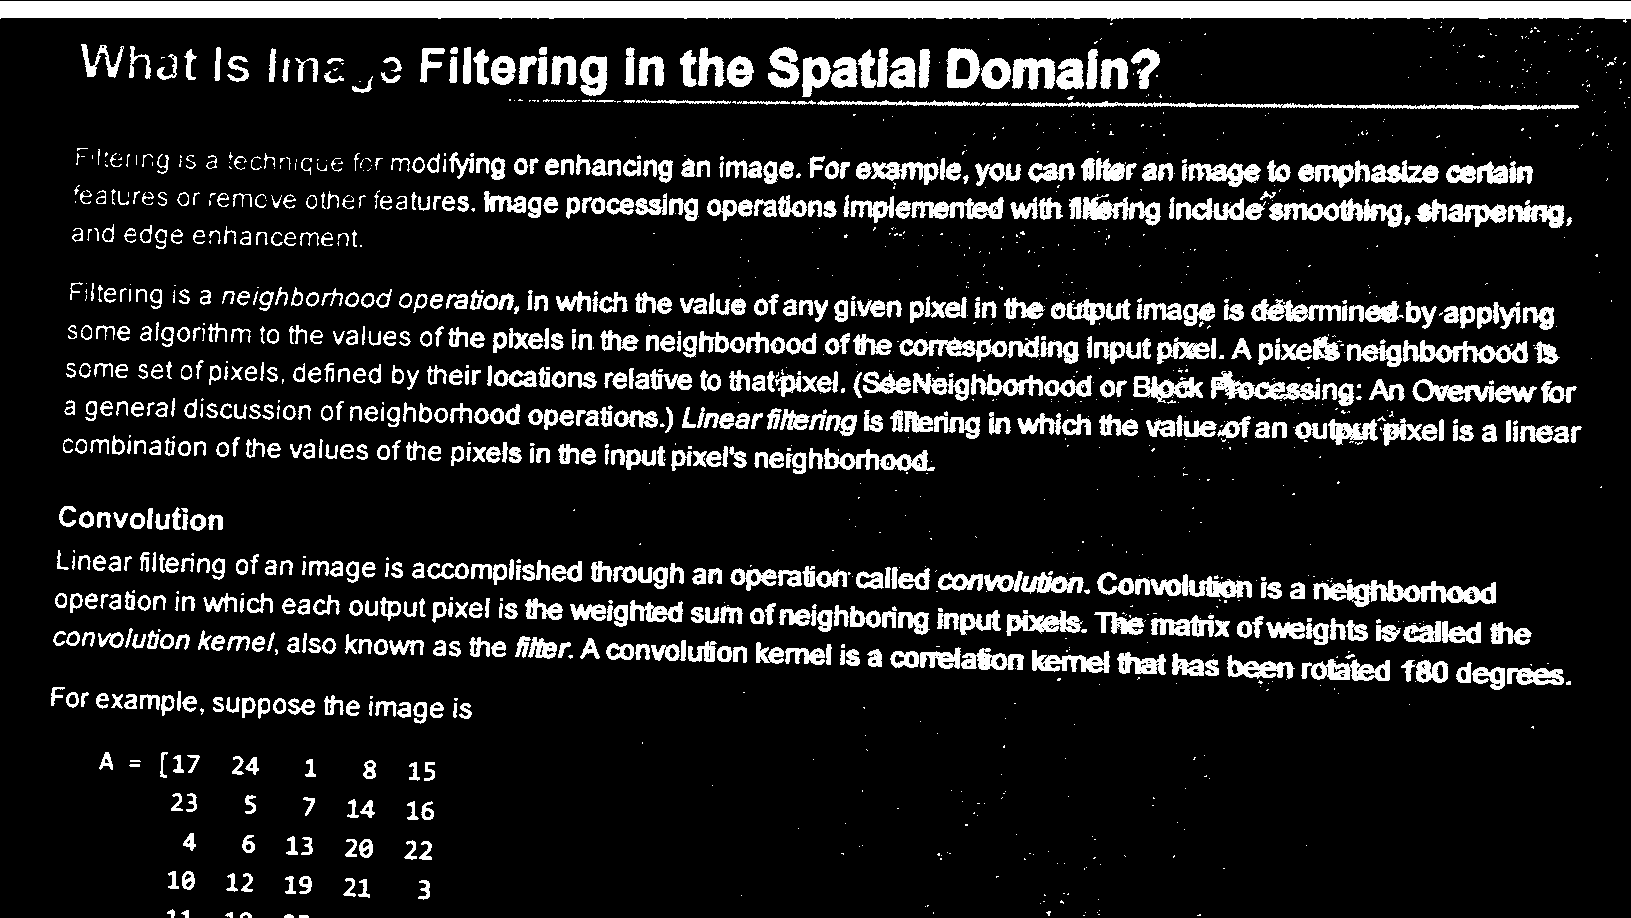 What Is Image Filtering in the Spatial Domain?
Filtering is a technique for modifying or enhancing an image. For example, you can filter an image to emphasize certain
features or remove other features. Image processing operations implemented with filtering include smoothing, sharpening,
and edge enhancement.
Filtering is a neighborhood operation, in which the value of any given pixel in the output image is determined by applying
some algorithm to the values of the pixels in the neighborhood of the corresponding input pixel. A pixel's neighborhood is
some set of pixels, defined by their locations relative to that pixel. (SeeNeighborhood or Block Processing: An Overview for
a general discussion of neighborhood operations.) Linear filtering is filtering in which the value of an output pixel is a linear
combination of the values of the pixels in the input pixel's neighborhood.
Convolution
Linear filtering of an image is accomplished through an operation called convolution. Convolution is a neighborhood
operation in which each output pixel is the weighted sum of neighboring input pixels. The matrix of weights is called the
convolution kernel, also known as the filter. A convolution kernel is a correlation kernel that has been rotated 180 degrees.
For example, suppose the image is
A = [17 24 1 8 15
23 5 7 14 16
4 6 13 20 22
10 12 19 21 3